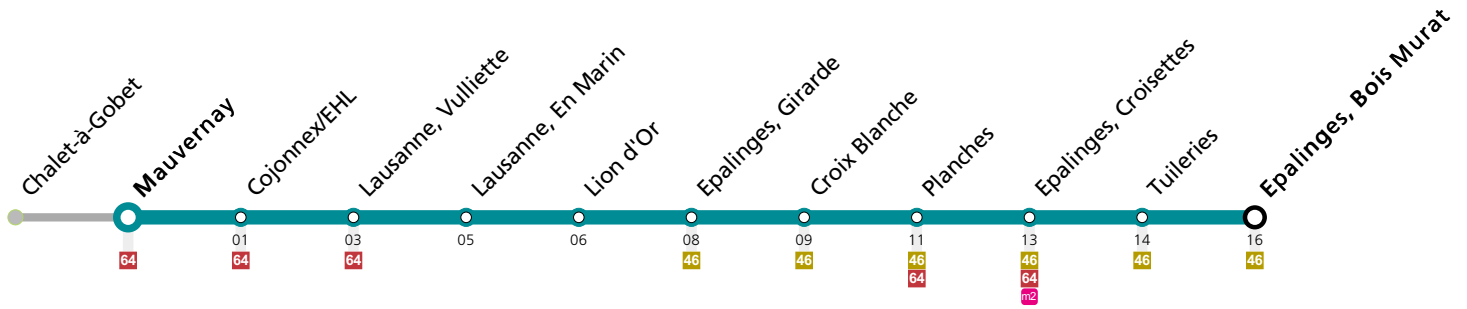 Chalet-à-Gobet
Mauvernay
Cojonnex/EHL
Lausanne, Vulliette
Lausanne, En Marin
Lion d'Or
Epalinges, Girarde
Croix Blanche
Planches
Epalinges, Croisettes
Tuileries
Epalinges, Bois Murat
01 03 05 06 08 09 11 13 14 16
64 64 64 46 46 46 46 46 46
64 64
m2